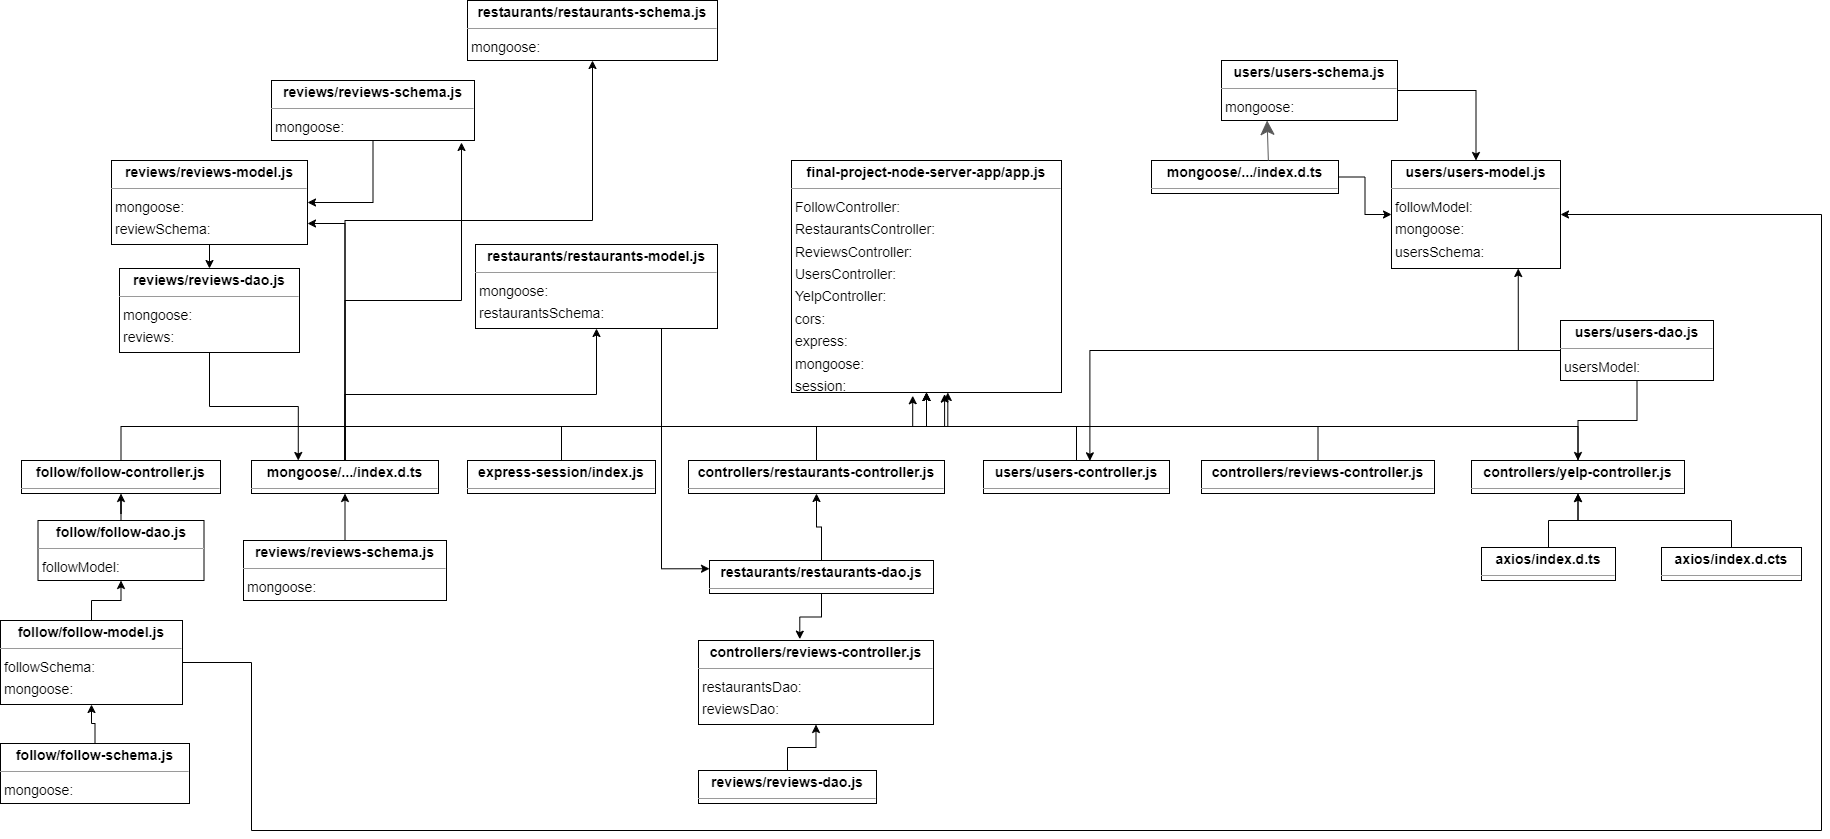 restaurants/restaurants-schema.js
mongoose:
users/users-schema.js
mongoose:
reviews/reviews-schema.js
mongoose:
reviews/reviews-model.js
mongoose:
reviewSchema:
final-project-node-server-app/app.js
FollowController:
RestaurantsController:
ReviewsController:
UsersController:
YelpController:
cors:
express:
mongoose:
session:
mongoose/.../index.d.ts
users/users-model.js
followModel:
mongoose:
usersSchema:
restaurants/restaurants-model.js
mongoose:
restaurantsSchema:
reviews/reviews-dao.js
mongoose:
reviews:
users/users-dao.js
usersModel:
follow/follow-controller.js
mongoose/.../index.d.ts
express-session/index.js
controllers/restaurants-controller.js
users/users-controller.js
controllers/reviews-controller.js
controllers/yelp-controller.js
follow/follow-dao.js
followModel:
reviews/reviews-schema.js
mongoose:
axios/index.d.ts
axios/index.d.cts
restaurants/restaurants-dao.js
follow/follow-model.js
followSchema:
mongoose:
controllers/reviews-controller.js
restaurantsDao:
reviewsDao:
follow/follow-schema.js
mongoose:
reviews/reviews-dao.js